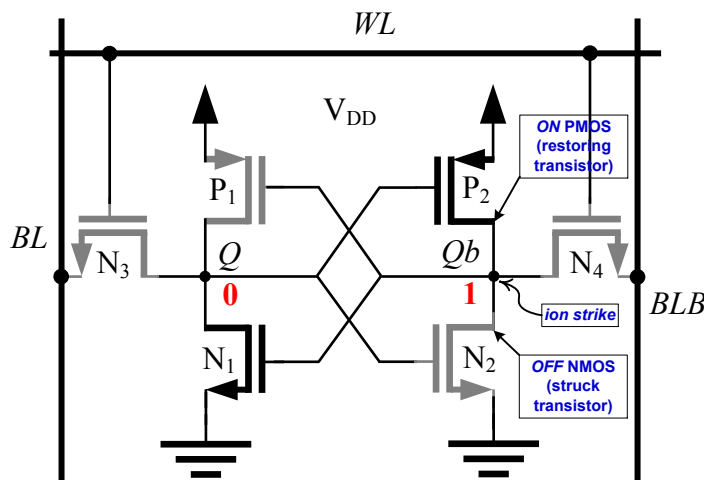 WL
V_DD
ON PMOS
(restoring
transistor)
P₁
P₂
BL
N₃
Q
Qb
N₄
0
1
ion strike
BLB
N₁
N₂
OFF NMOS
(struck
transistor)